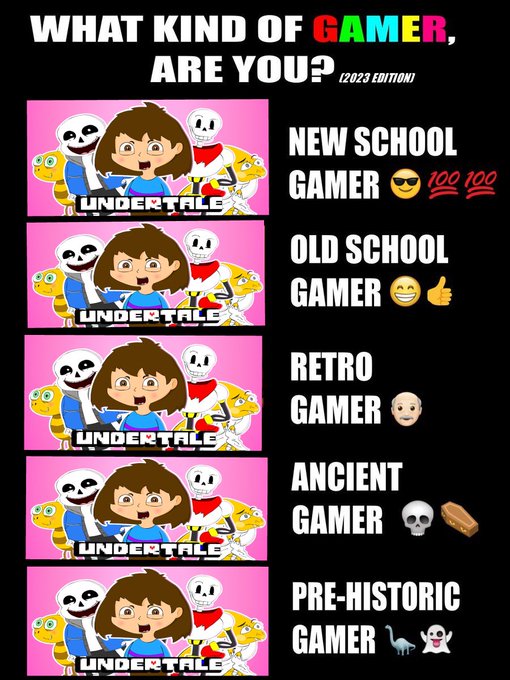 WHAT KIND OF GAMER,
ARE YOU? (2023 EDITION)
UNDERTALE
NEW SCHOOL
GAMER 😎💯💯
UNDERTALE
OLD SCHOOL
GAMER 😁👍
UNDERTALE
RETRO
GAMER 👴🏻
UNDERTALE
ANCIENT
GAMER 💀⚰️
UNDERTALE
PRE-HISTORIC
GAMER 🦕👻